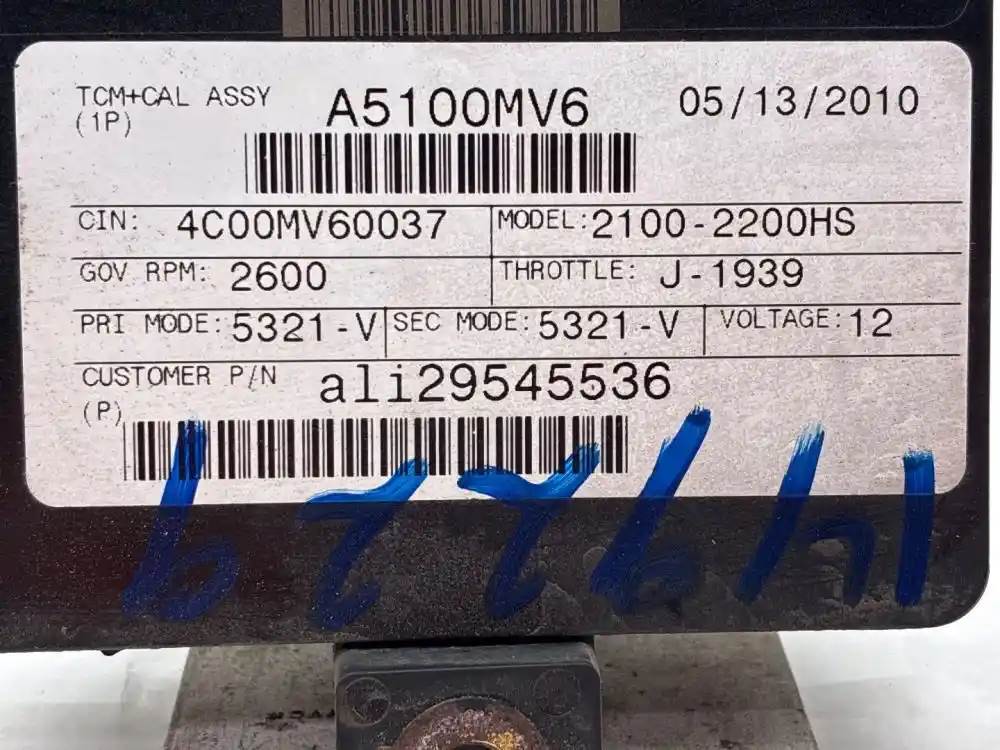 TCM+CAL ASSY A5100MV6 05/13/2010
(1P)
CIN: 4C00MV60037 MODEL: 2100-2200HS
GOV RPM: 2600 THROTTLE: J-1939
PRI MODE: 5321-V SEC MODE: 5321-V VOLTAGE: 12
CUSTOMER P/N ali29545536
(P)